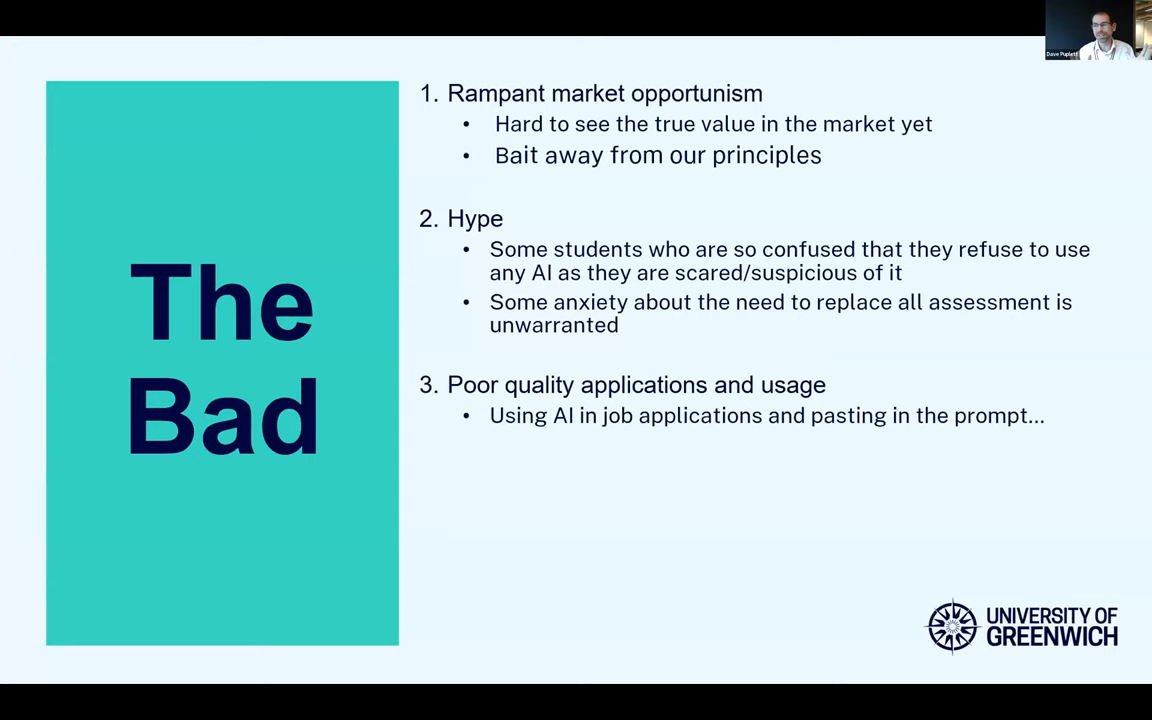 Dave Puplett
The
Bad
1. Rampant market opportunism
• Hard to see the true value in the market yet
• Bait away from our principles
2. Hype
• Some students who are so confused that they refuse to use
any AI as they are scared/suspicious of it
• Some anxiety about the need to replace all assessment is
unwarranted
3. Poor quality applications and usage
• Using AI in job applications and pasting in the prompt...
UNIVERSITY OF
GREENWICH